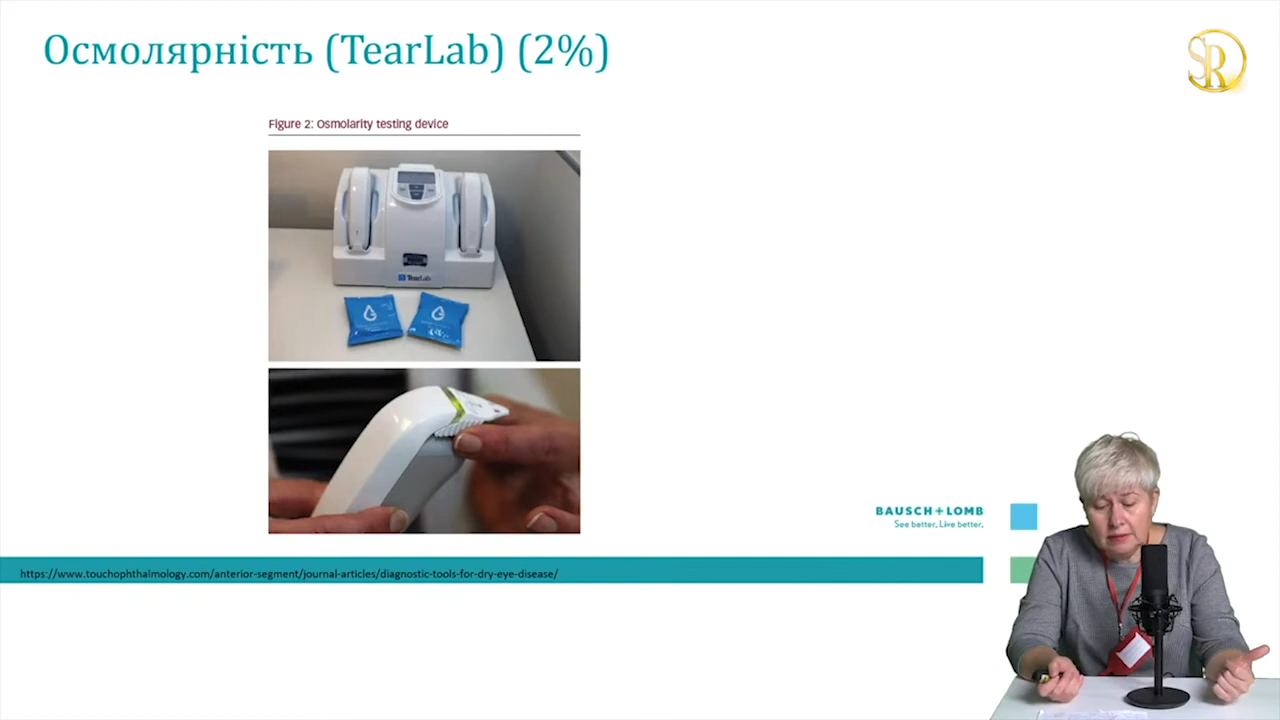 Осмолярність (TearLab) (2%)
SR
Figure 2: Osmolarity testing device
TearLab
BAUSCH + LOMB
See better. Live better.
https://www.touchophthalmology.com/anterior-segment/journal-articles/diagnostic-tools-for-dry-eye-disease/